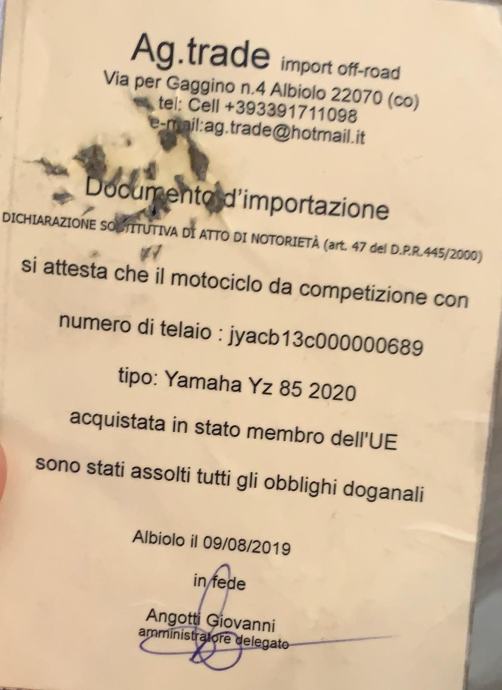 Ag.trade import off-road
Via per Gaggino n.4 Albiolo 22070 (co)
tel: Cell +393391711098
e-mail:ag.trade@hotmail.it
Documento d'importazione
DICHIARAZIONE SOSTITUTIVA DI ATTO DI NOTORIETÀ (art. 47 del D.P.R.445/2000)
si attesta che il motociclo da competizione con
numero di telaio : jyacb13c000000689
tipo: Yamaha Yz 85 2020
acquistata in stato membro dell'UE
sono stati assolti tutti gli obblighi doganali
Albiolo il 09/08/2019
in fede
Angotti Giovanni
amministratore delegato